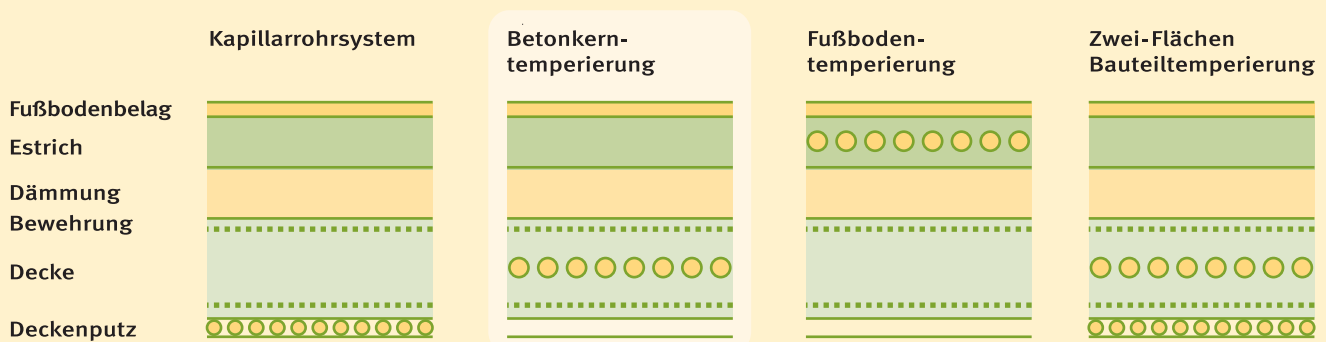 Kapillarrohrsystem
Betonkern-
temperierung
Fußboden-
temperierung
Zwei-Flächen
Bauteiltemperierung
Fußbodenbelag
Estrich
Dämmung
Bewehrung
Decke
Deckenputz